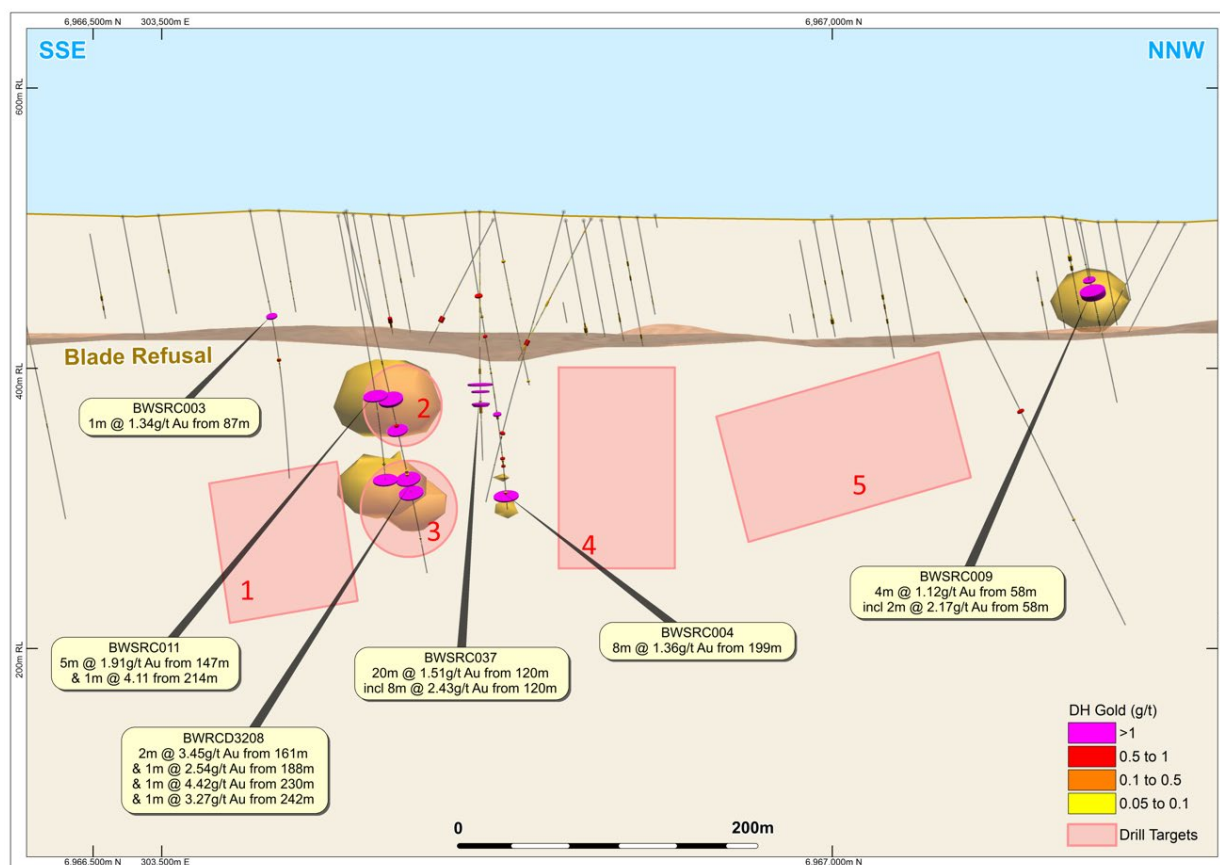 6,966,500m N 303,500m E 6,967,000m N
SSE NNW
600m RL
400m RL
200m RL
Blade Refusal
BWSRC003
1m @ 1.34g/t Au from 87m
2
3
1
4
5
BWSRC009
4m @ 1.12g/t Au from 58m
incl 2m @ 2.17g/t Au from 58m
BWSRC011
5m @ 1.91g/t Au from 147m
& 1m @ 4.11 from 214m
BWSRC037
20m @ 1.51g/t Au from 120m
incl 8m @ 2.43g/t Au from 120m
BWSRC004
8m @ 1.36g/t Au from 199m
BWRCD3208
2m @ 3.45g/t Au from 161m
& 1m @ 2.54g/t Au from 188m
& 1m @ 4.42g/t Au from 230m
& 1m @ 3.27g/t Au from 242m
DH Gold (g/t)
>1
0.5 to 1
0.1 to 0.5
0.05 to 0.1
Drill Targets
0 200m
6,966,500m N 303,500m E 6,967,000m N